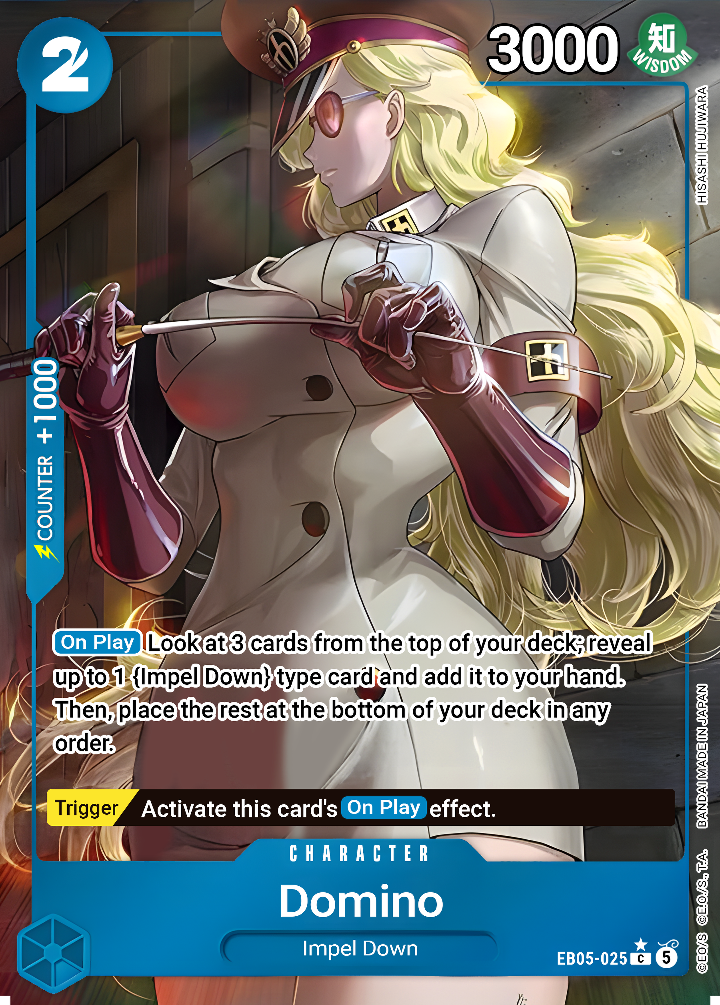 2
3000
知
WISDOM
HISASHI HUJIWARA
COUNTER +1000
On Play Look at 3 cards from the top of your deck; reveal
up to 1 {Impel Down} type card and add it to your hand.
Then, place the rest at the bottom of your deck in any
order.
Trigger Activate this card's On Play effect.
CHARACTER
Domino
Impel Down
EB05-025 C 5
©E.O./S ©E.O./S., T.A. BANDAI MADE IN JAPAN